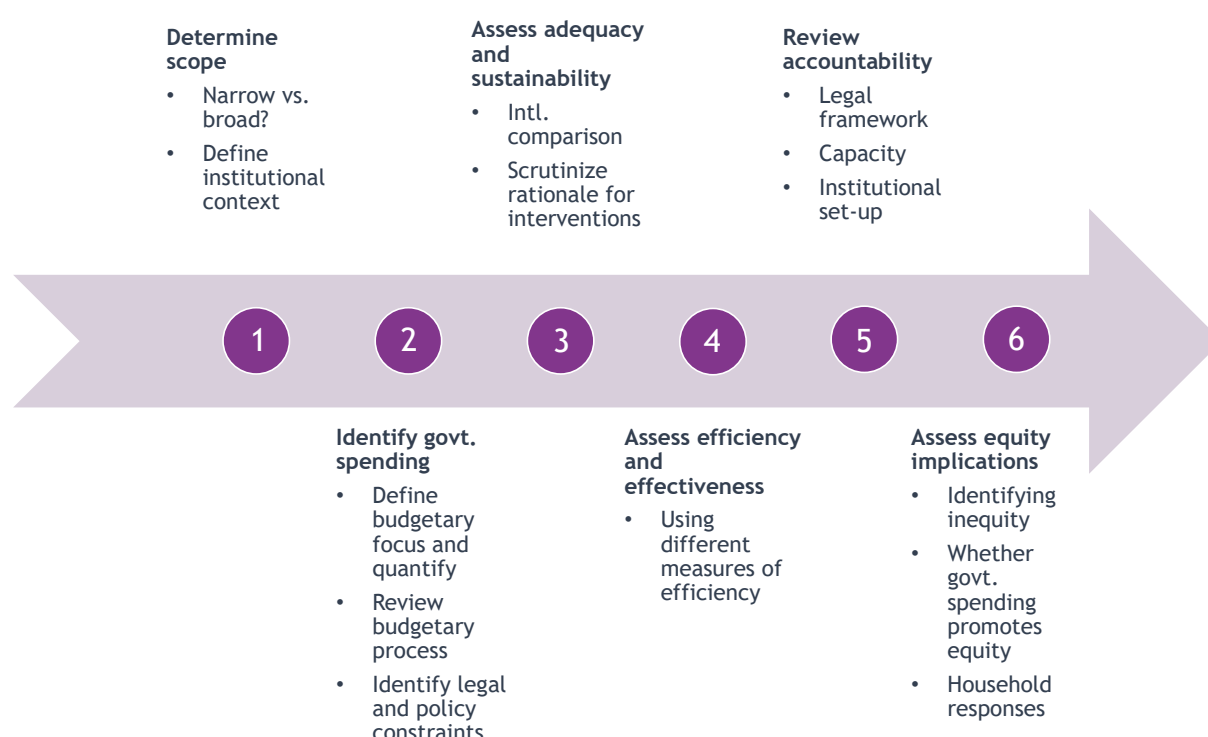 Determine
scope
• Narrow vs.
broad?
• Define
institutional
context
Assess adequacy
and
sustainability
• Intl.
comparison
• Scrutinize
rationale for
interventions
Review
accountability
• Legal
framework
• Capacity
• Institutional
set-up
1 2 3 4 5 6
Identify govt.
spending
• Define
budgetary
focus and
quantify
• Review
budgetary
process
• Identify legal
and policy
constraints
Assess efficiency
and
effectiveness
• Using
different
measures of
efficiency
Assess equity
implications
• Identifying
inequity
• Whether
govt.
spending
promotes
equity
• Household
responses